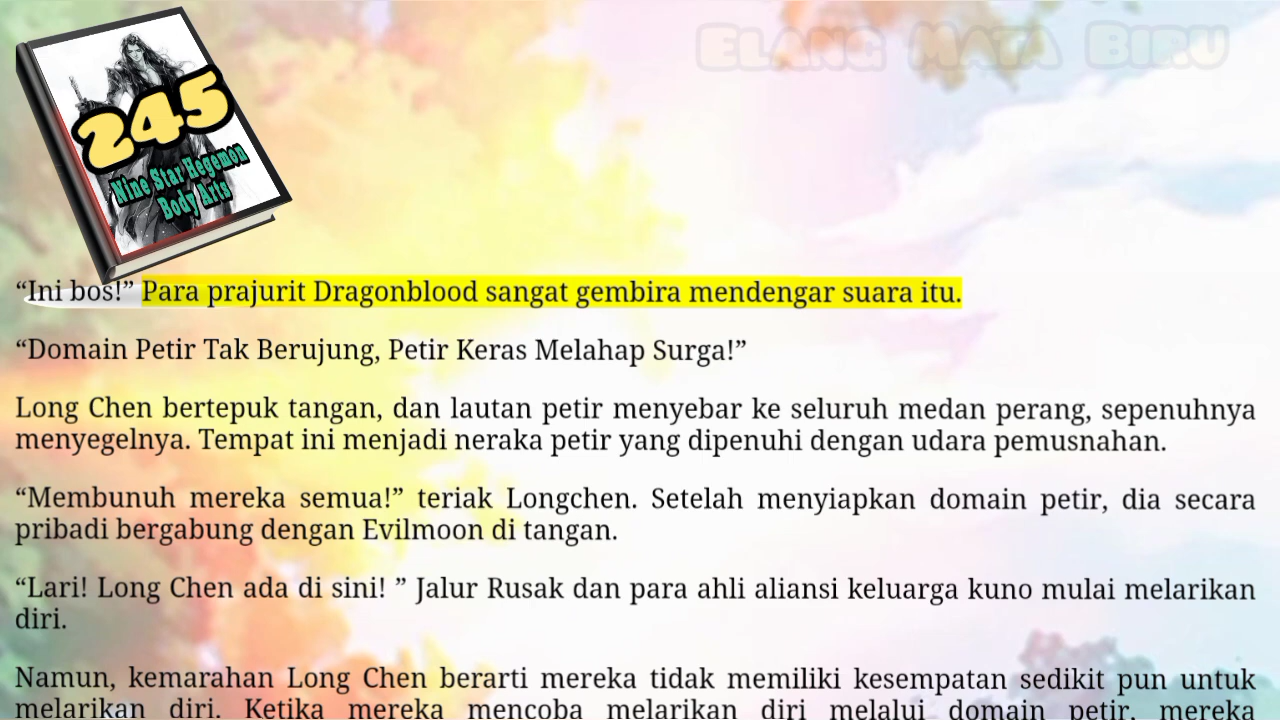 Elang Mata Biru
245
Nine Star Hegemon
Body Arts
“Ini bos!” Para prajurit Dragonblood sangat gembira mendengar suara itu.
“Domain Petir Tak Berujung, Petir Keras Melahap Surga!”
Long Chen bertepuk tangan, dan lautan petir menyebar ke seluruh medan perang, sepenuhnya
menyegelnya. Tempat ini menjadi neraka petir yang dipenuhi dengan udara pemusnahan.
“Membunuh mereka semua!” teriak Longchen. Setelah menyiapkan domain petir, dia secara
pribadi bergabung dengan Evilmoon di tangan.
“Lari! Long Chen ada di sini! ” Jalur Rusak dan para ahli aliansi keluarga kuno mulai melarikan
diri.
Namun, kemarahan Long Chen berarti mereka tidak memiliki kesempatan sedikit pun untuk
melarikan diri. Ketika mereka mencoba melarikan diri melalui domain petir, mereka